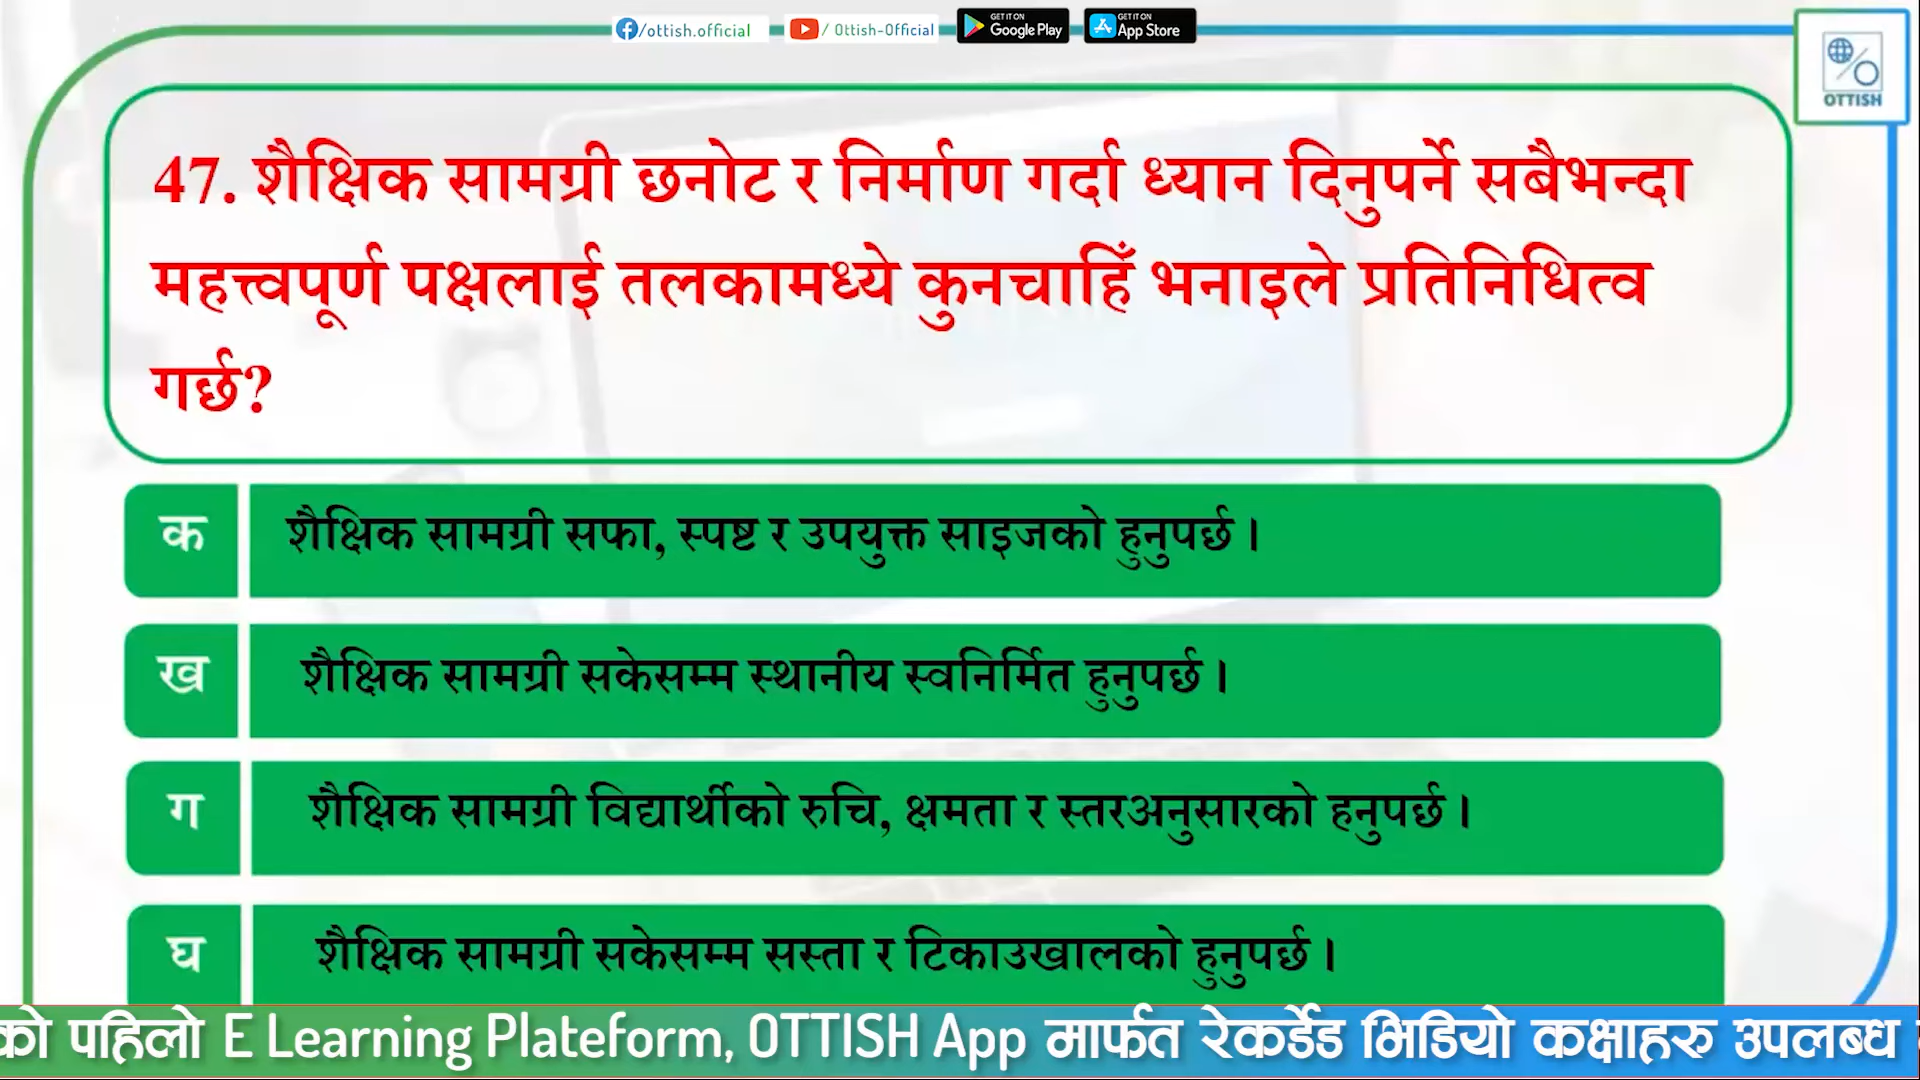 /ottish.official / Ottish-Official GET IT ON Google Play GET IT ON App Store
OTTISH
47. शैक्षिक सामग्री छनोट र निर्माण गर्दा ध्यान दिनुपर्ने सबैभन्दा
महत्त्वपूर्ण पक्षलाई तलकामध्ये कुनचाहिँ भनाइले प्रतिनिधित्व
गर्छ?
क शैक्षिक सामग्री सफा, स्पष्ट र उपयुक्त साइजको हुनुपर्छ ।
ख शैक्षिक सामग्री सकेसम्म स्थानीय स्वनिर्मित हुनुपर्छ ।
ग शैक्षिक सामग्री विद्यार्थीको रुचि, क्षमता र स्तरअनुसारको हनुपर्छ ।
घ शैक्षिक सामग्री सकेसम्म सस्ता र टिकाउखालको हुनुपर्छ ।
को पहिलो E Learning Plateform, OTTISH App मार्फत रेकर्डेड भिडियो कक्षाहरु उपलब्ध